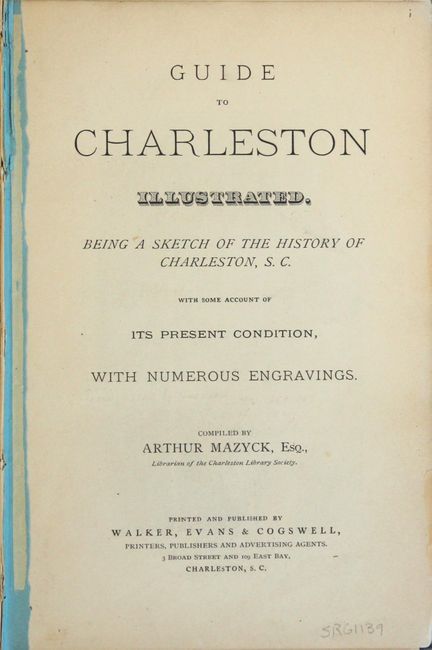 GUIDE
TO
CHARLESTON
ILLUSTRATED.
BEING A SKETCH OF THE HISTORY OF
CHARLESTON, S. C.
WITH SOME ACCOUNT OF
ITS PRESENT CONDITION,
WITH NUMEROUS ENGRAVINGS.
COMPILED BY
ARTHUR MAZYCK, Esq.,
Librarian of the Charleston Library Society.
PRINTED AND PUBLISHED BY
WALKER, EVANS & COGSWELL,
PRINTERS, PUBLISHERS AND ADVERTISING AGENTS.
3 BROAD STREET AND 109 EAST BAY,
CHARLESTON, S. C.
SRG1139